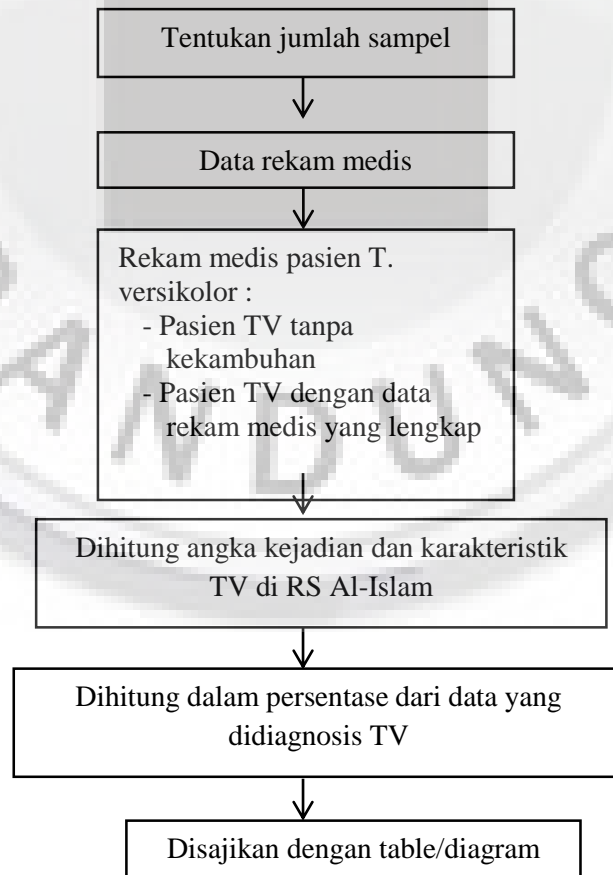 Tentukan jumlah sampel
Data rekam medis
Rekam medis pasien T.
versikolor :
- Pasien TV tanpa
kekambuhan
- Pasien TV dengan data
rekam medis yang lengkap
Dihitung angka kejadian dan karakteristik
TV di RS Al-Islam
Dihitung dalam persentase dari data yang
didiagnosis TV
Disajikan dengan table/diagram